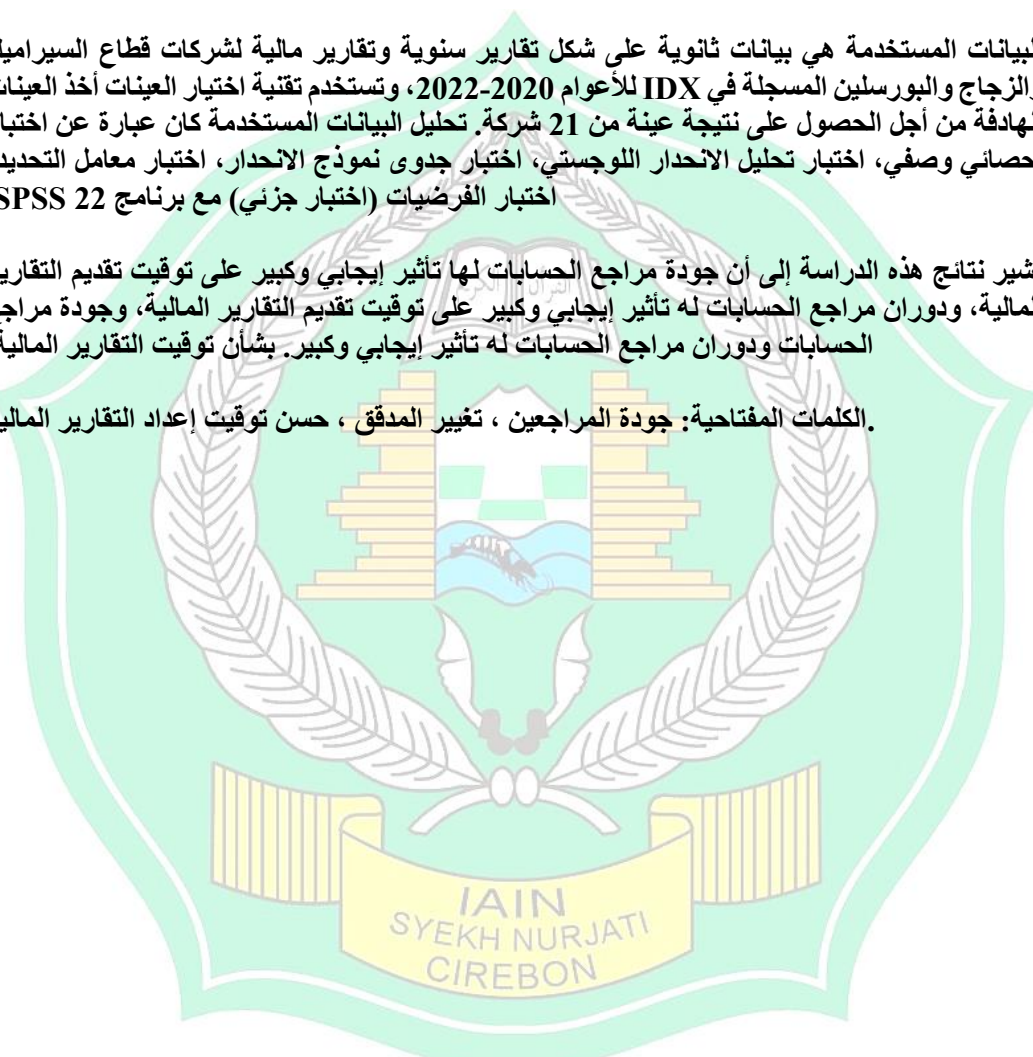 لبيانات المستخدمة هي بيانات ثانوية على شكل تقارير سنوية وتقارير مالية لشركات قطاع السيراميك
الزجاج والبورسلين المسجلة في IDX للأعوام 2020-2022، وتستخدم تقنية اختيار العينات أخذ العينات
لهادفة من أجل الحصول على نتيجة عينة من 21 شركة. تحليل البيانات المستخدمة كان عبارة عن اختبار
حصائي وصفي، اختبار تحليل الانحدار اللوجستي، اختبار جدوى نموذج الانحدار، اختبار معامل التحديد
اختبار الفرضيات (اختبار جزئي) مع برنامج SPSS 22
شير نتائج هذه الدراسة إلى أن جودة مراجع الحسابات لها تأثير إيجابي وكبير على توقيت تقديم التقارير
لمالية، ودوران مراجع الحسابات له تأثير إيجابي وكبير على توقيت تقديم التقارير المالية، وجودة مراجع
الحسابات ودوران مراجع الحسابات له تأثير إيجابي وكبير. بشأن توقيت التقارير المالية
.الكلمات المفتاحية: جودة المراجعين ، تغيير المدقق ، حسن توقيت إعداد التقارير المالية
IAIN
SYEKH NURJATI
CIREBON